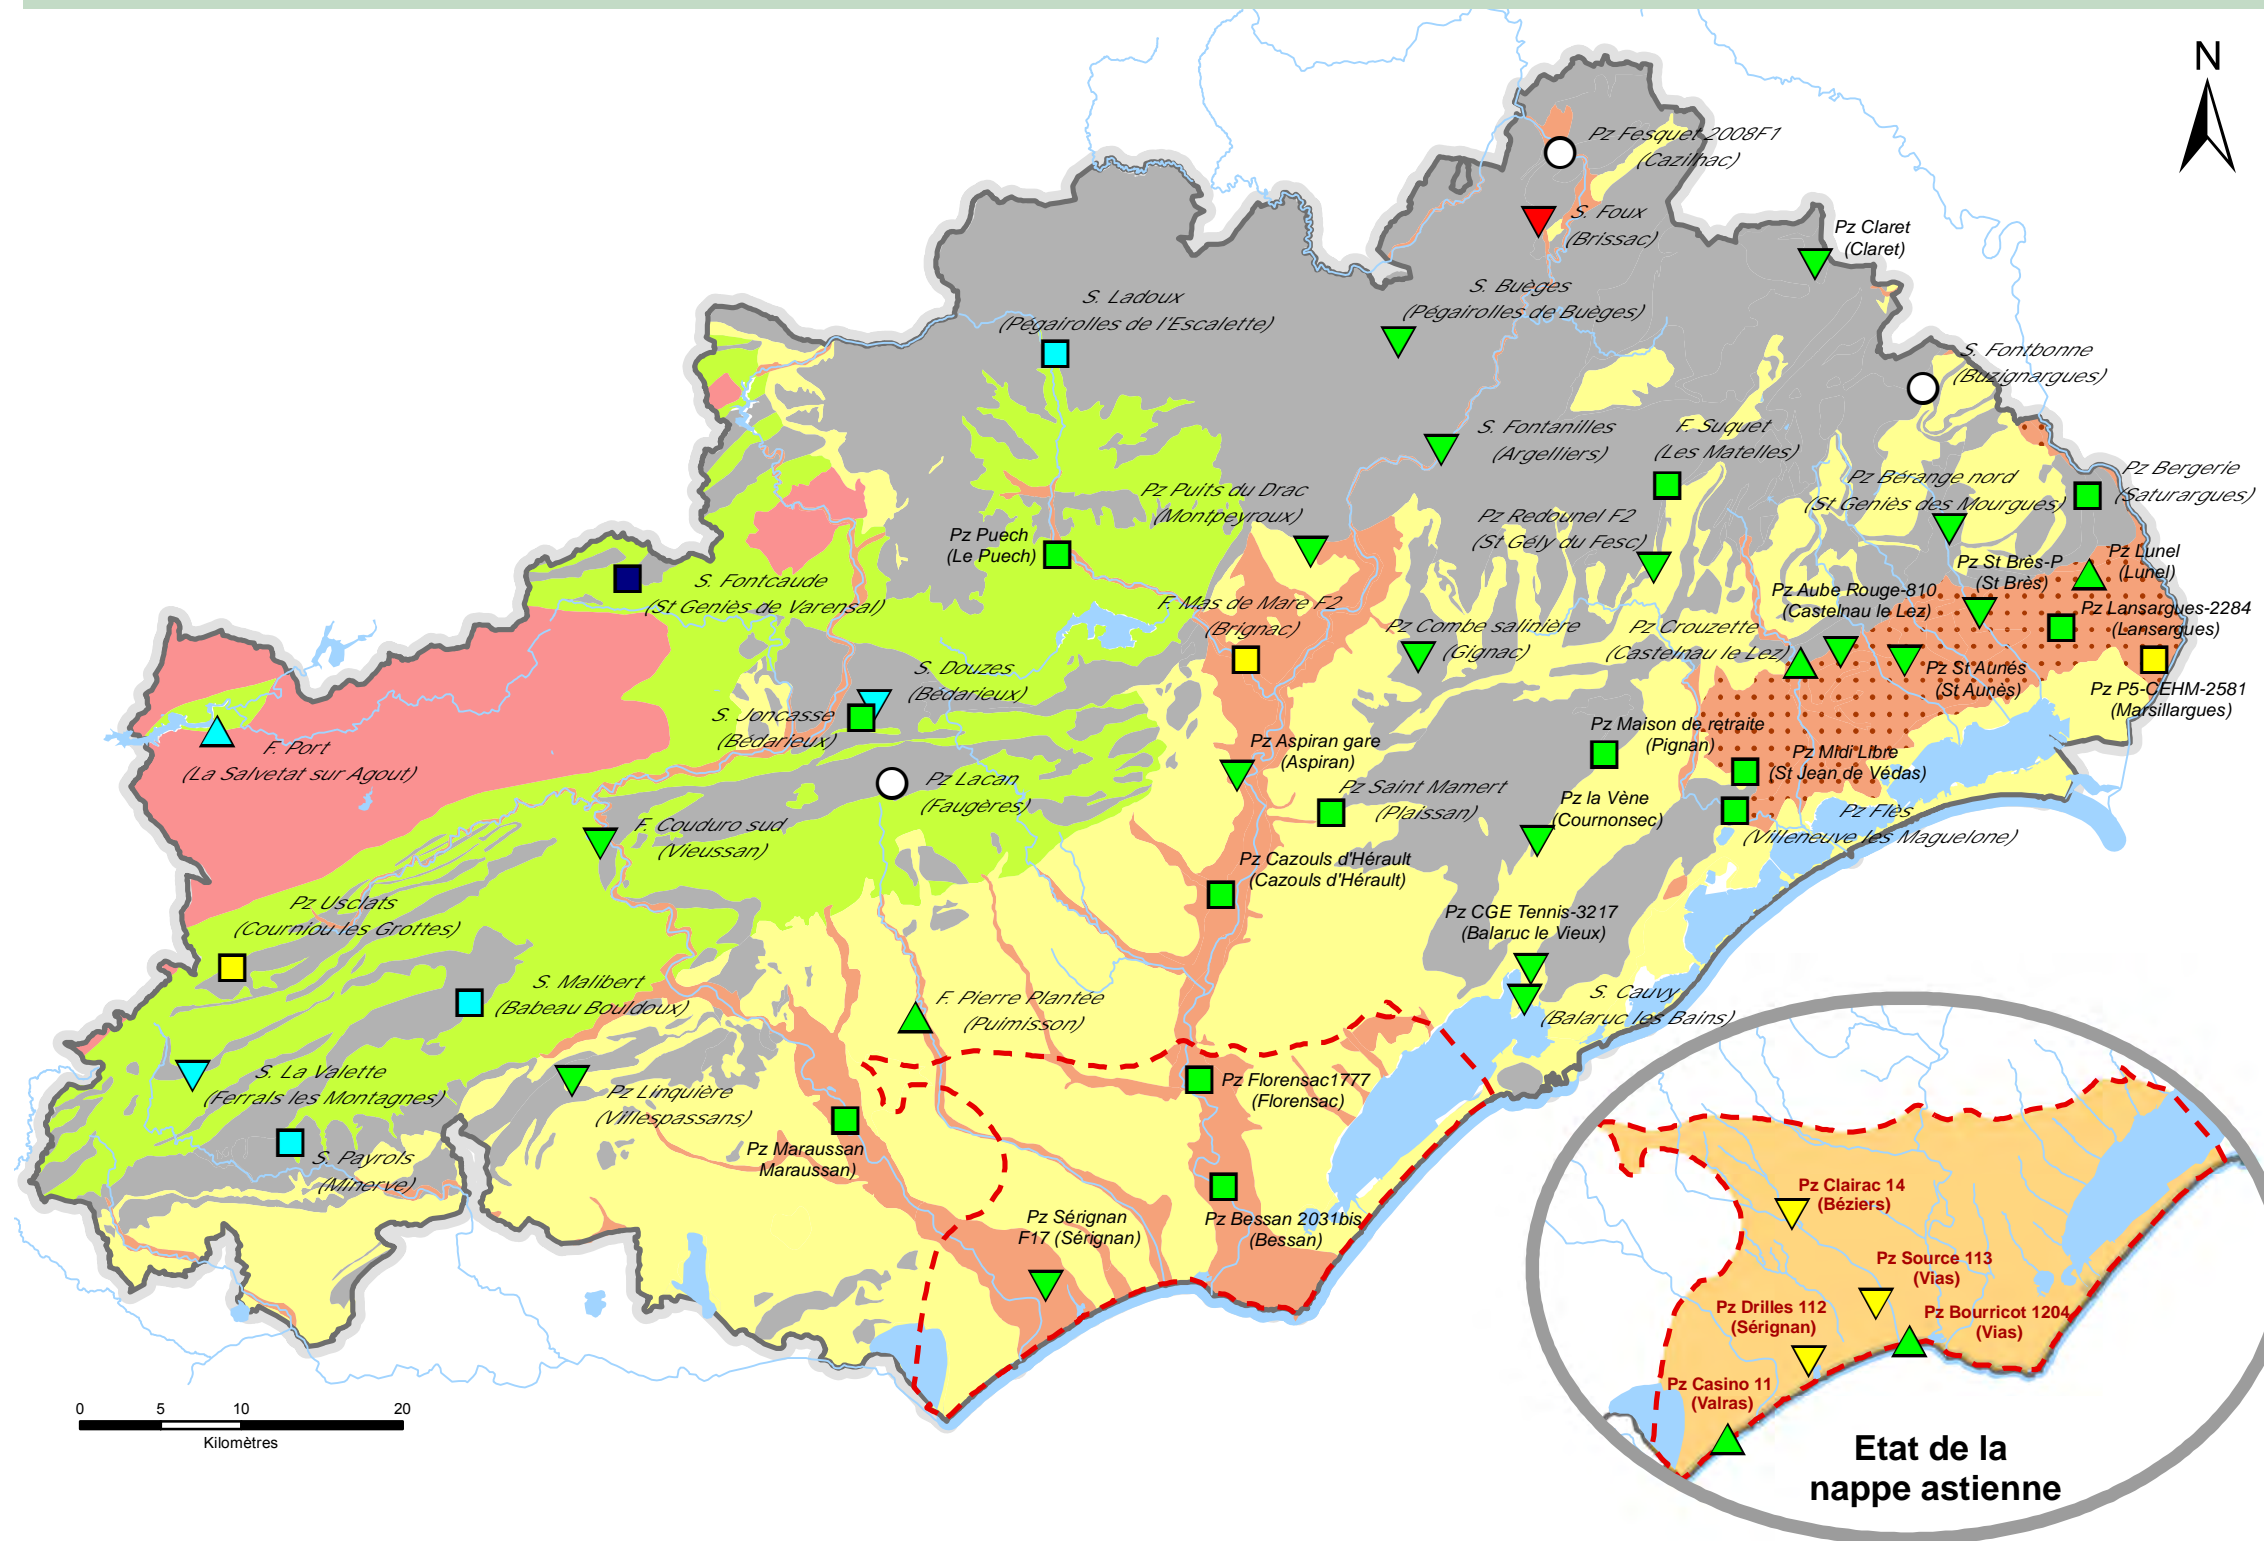 N
Pz Fesquet 2008F1
(Cazilhac)
S. Foux
(Brissac)
Pz Claret
(Claret)
S. Buèges
(Pégairolles de Buèges)
S. Ladoux
(Pégairolles de l'Escalette)
S. Fontbonne
(Buzignargues)
S. Fontanilles
(Argelliers)
F. Suquet
(Les Matelles)
Pz Bergerie
(Saturargues)
Pz Bérange nord
(St Geniès des Mourgues)
Pz Puits du Drac
(Montpeyroux)
Pz Redounel F2
(St Gély du Fesc)
Pz Puech
(Le Puech)
Pz Lunel
(Lunel)
Pz St Brès-P
(St Brès)
S. Fontcaude
(St Geniès de Varensal)
Pz Aube Rouge-810
(Castelnau le Lez)
F. Mas de Mare F2
(Brignac)
Pz Lansargues-2284
(Lansargues)
Pz Combe salinière
(Gignac)
Pz Crouzette
(Castelnau le Lez)
S. Douzes
(Bédarieux)
Pz St Aunés
(St Aunès)
Pz P5-CEHM-2581
(Marsillargues)
S. Joncasse
(Bédarieux)
Pz Maison de retraite
(Pignan)
F. Port
(La Salvetat sur Agout)
Pz Aspiran gare
(Aspiran)
Pz Midi Libre
(St Jean de Védas)
Pz Lacan
(Faugères)
Pz Saint Mamert
(Plaissan)
Pz la Vène
(Cournonsec)
Pz Flès
(Villeneuve les Maguelone)
F. Couduro sud
(Vieussan)
Pz Cazouls d'Hérault
(Cazouls d'Hérault)
Pz Usclats
(Courniou les Grottes)
Pz CGE Tennis-3217
(Balaruc le Vieux)
S. Malibert
(Babeau Bouldoux)
F. Pierre Plantée
(Puimisson)
S. Cauvy
(Balaruc les Bains)
S. La Valette
(Ferrals les Montagnes)
Pz Linquière
(Villespassans)
Pz Florensac1777
(Florensac)
Pz Maraussan
Maraussan)
S. Payrols
(Minerve)
Pz Sérignan
F17 (Sérignan)
Pz Bessan 2031bis
(Bessan)
Pz Clairac 14
(Béziers)
Pz Source 113
(Vias)
Pz Drilles 112
(Sérignan)
Pz Bourricot 1204
(Vias)
Pz Casino 11
(Valras)
0 5 10 20
Kilomètres
Etat de la
nappe astienne